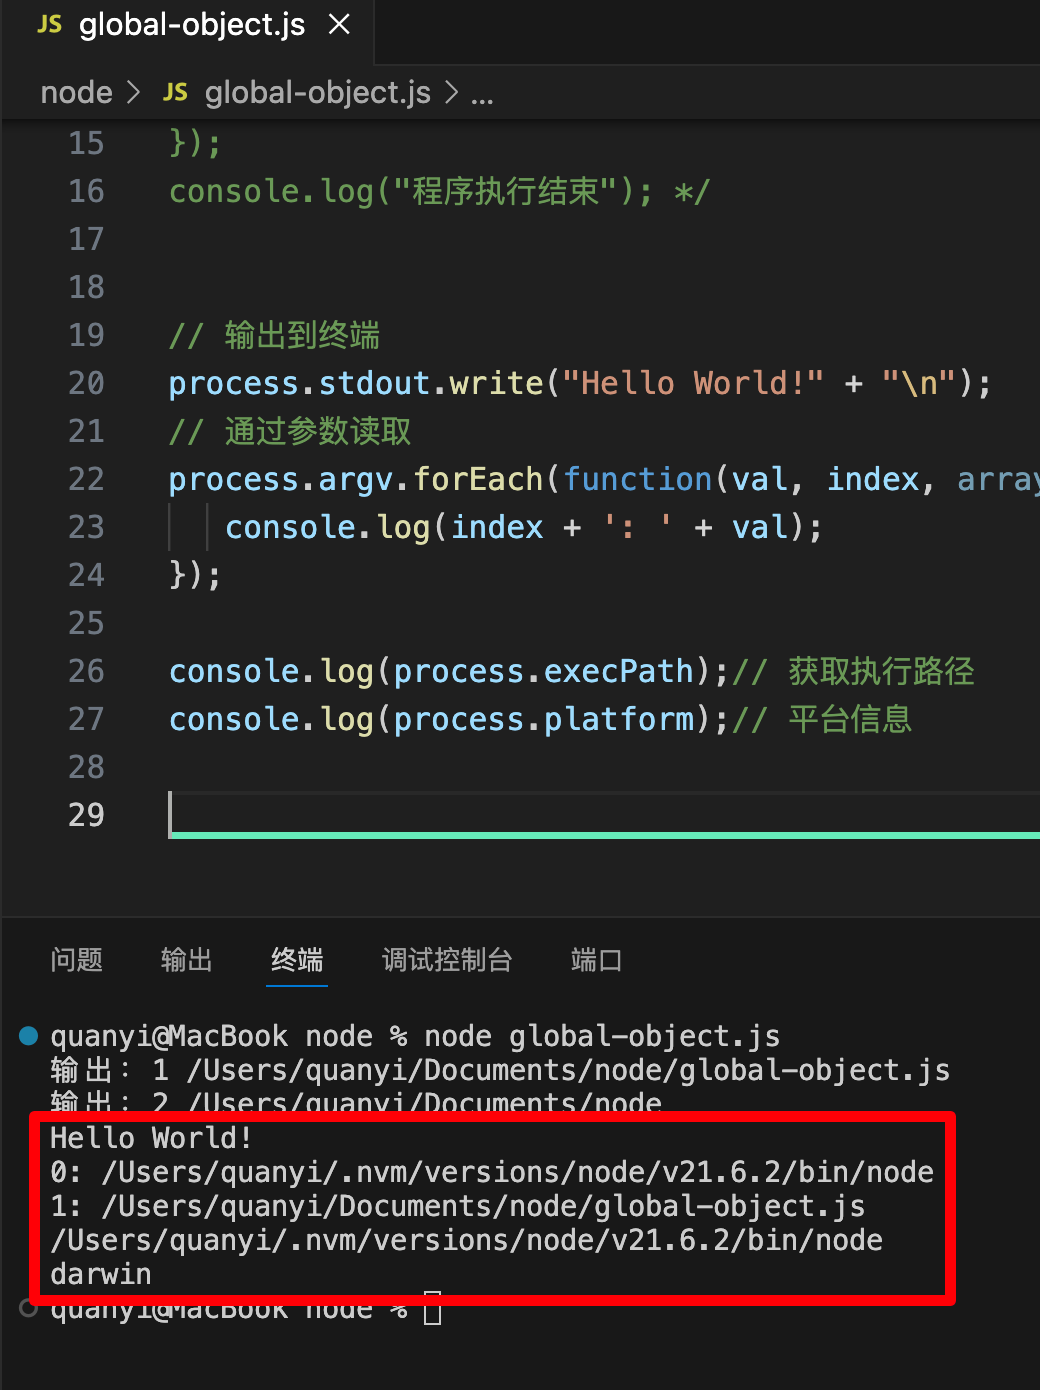 JS global-object.js ×
node > JS global-object.js > ...
15 });
16 console.log("程序执行结束"); */
17
18
19 // 输出到终端
20 process.stdout.write("Hello World!" + "\n");
21 // 通过参数读取
22 process.argv.forEach(function(val, index, array
23 console.log(index + ': ' + val);
24 });
25
26 console.log(process.execPath);// 获取执行路径
27 console.log(process.platform);// 平台信息
28
29
问题 输出 终端 调试控制台 端口
quanyi@MacBook node % node global-object.js
输出: 1 /Users/quanyi/Documents/node/global-object.js
输出: 2 /Users/quanyi/Documents/node
Hello World!
0: /Users/quanyi/.nvm/versions/node/v21.6.2/bin/node
1: /Users/quanyi/Documents/node/global-object.js
/Users/quanyi/.nvm/versions/node/v21.6.2/bin/node
darwin
quanyi@MacBook node %